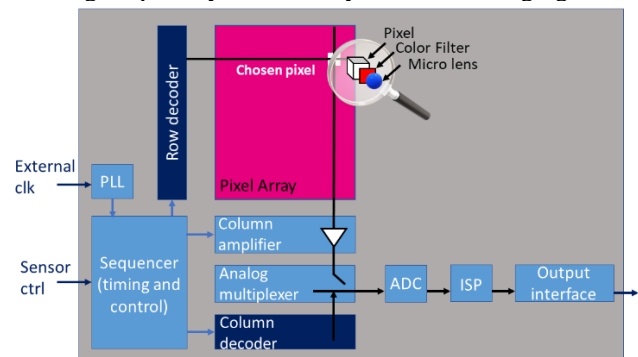 Pixel
Color Filter
Micro lens
Chosen pixel
Row decoder
Pixel Array
External
clk
PLL
Column
amplifier
Sensor
ctrl
Sequencer
(timing and
control)
Analog
multiplexer
ADC
ISP
Output
interface
Column
decoder